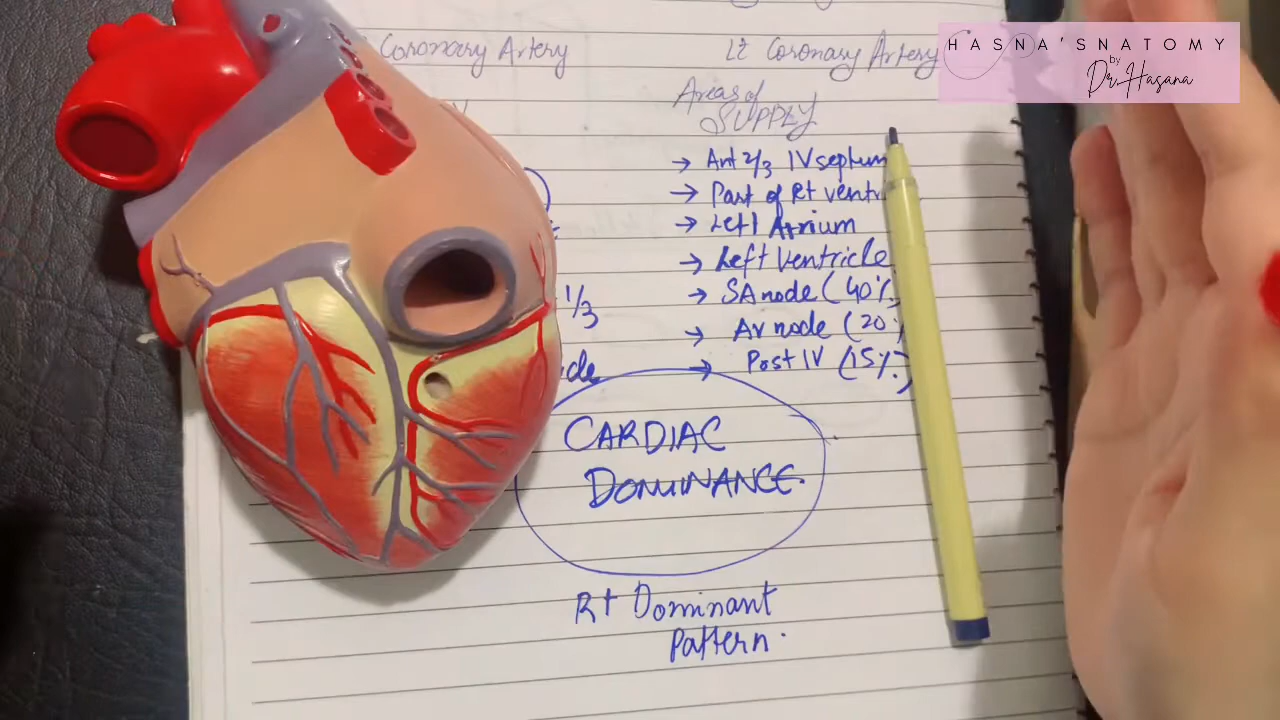 Coronary Artery
Lt Coronary Artery
HASNA'SNATOMY
by
Dr.Hasana
Areas of
SUPPLY
→ Ant 2/3 IV septum
→ Part of Rt ventr
→ Left Atrium
→ Left Ventricle
1/3
→ SA node (40%)
→ AV node (20%
de
→ Post IV (15%)
CARDIAC
DOMINANCE.
Rt Dominant
Pattern.